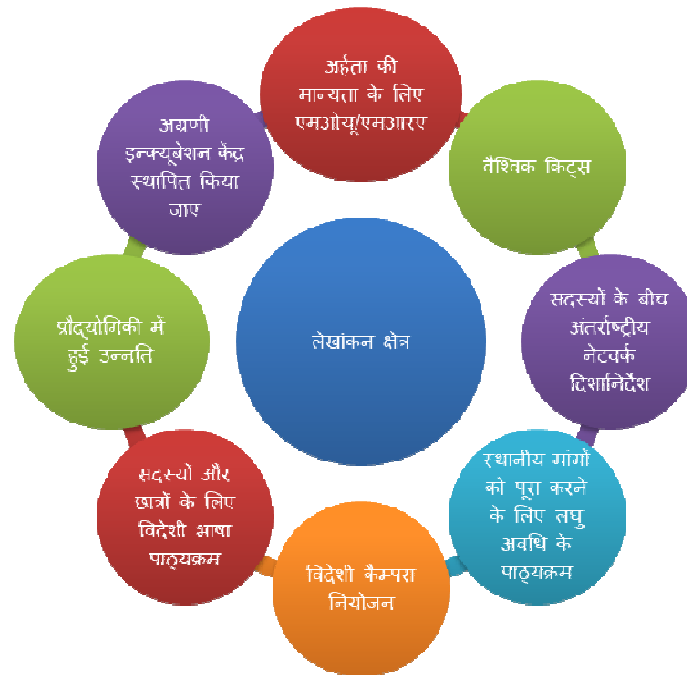 अर्हता की
मान्यता के लिए
एमओयू/एमआरए
वैश्विक किट्स
सदस्यों के बीच
अंतर्राष्ट्रीय
नेटवर्क
दिशानिर्देश
स्थानीय मांगों
को पूरा करने
के लिए लघु
अवधि के
पाठ्यक्रम
विदेशी कैम्पस
नियोजन
सदस्यों और
छात्रों के लिए
विदेशी भाषा
पाठ्यक्रम
प्रौद्योगिकी में
हुई उन्नति
अग्रणी
इन्क्यूबेशन केंद्र
स्थापित किया
जाए
लेखांकन क्षेत्र